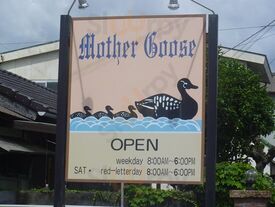 Mother Goose
OPEN
weekday 8:00AM~6:00PM
SAT・red-letterday 8:00AM~6:00PM